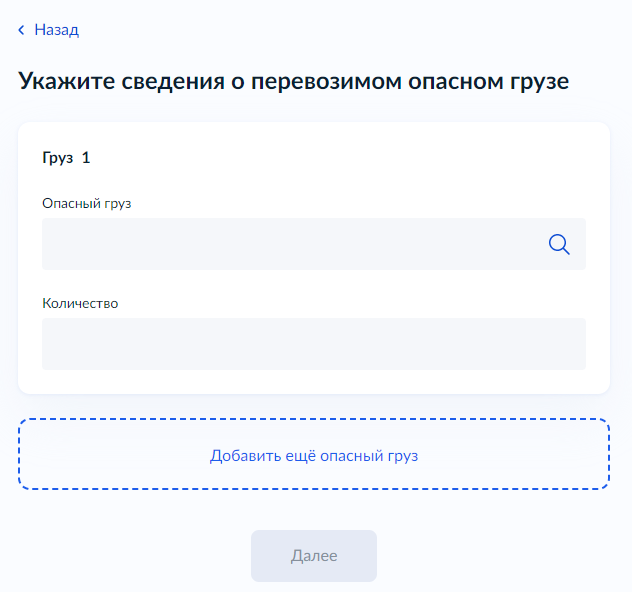 Назад
Укажите сведения о перевозимом опасном грузе
Груз 1
Опасный груз
Количество
Добавить ещё опасный груз
Далее